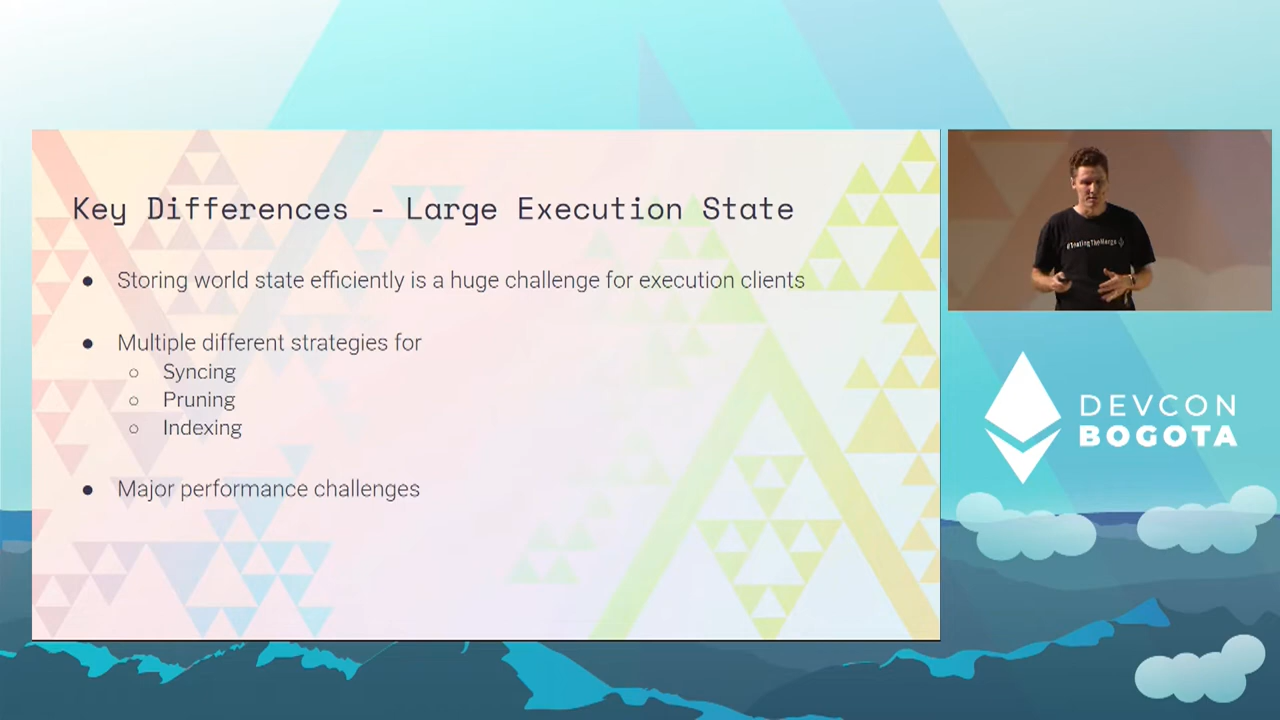 Key Differences - Large Execution State
● Storing world state efficiently is a huge challenge for execution clients
● Multiple different strategies for
○ Syncing
○ Pruning
○ Indexing
● Major performance challenges
#TestingTheMerge
DEVCON
BOGOTA